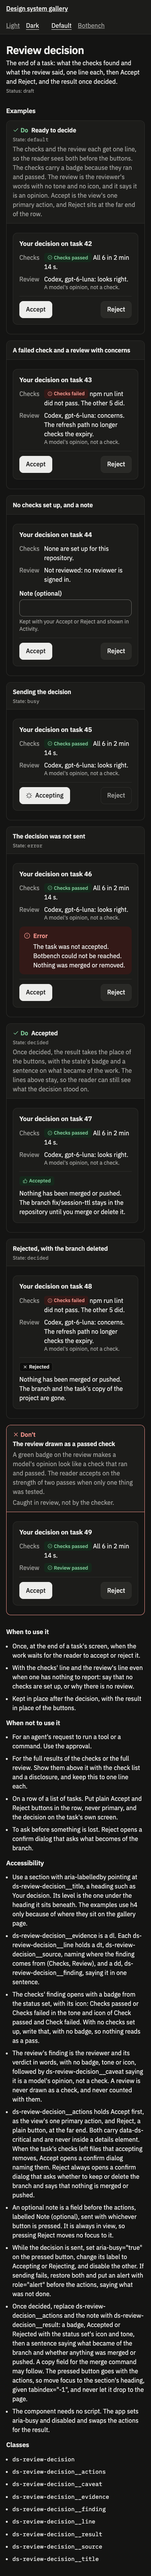 Design system gallery
Light Dark Default Botbench
Review decision
The end of a task: what the checks found and
what the review said, one line each, then Accept
and Reject, and the result once decided.
Status: draft
Examples
Do Ready to decide
State: default
The checks and the review each get one line,
so the reader sees both before the buttons.
The checks carry a badge because they ran
and passed. The review is the reviewer's
words with no tone and no icon, and it says it
is an opinion. Accept is the view's one
primary action, and Reject sits at the far end
of the row.
Your decision on task 42
Checks Checks passed All 6 in 2 min
14 s.
Review Codex, gpt-6-luna: looks right.
A model's opinion, not a check.
Accept Reject
A failed check and a review with concerns
Your decision on task 43
Checks Checks failed npm run lint
did not pass. The other 5 did.
Review Codex, gpt-6-luna: concerns.
The refresh path no longer
checks the expiry.
A model's opinion, not a check.
Accept Reject
No checks set up, and a note
Your decision on task 44
Checks None are set up for this
repository.
Review Not reviewed: no reviewer is
signed in.
Note (optional)
Kept with your Accept or Reject and shown in
Activity.
Accept Reject
Sending the decision
State: busy
Your decision on task 45
Checks Checks passed All 6 in 2 min
14 s.
Review Codex, gpt-6-luna: looks right.
A model's opinion, not a check.
Accepting Reject
The decision was not sent
State: error
Your decision on task 46
Checks Checks passed All 6 in 2 min
14 s.
Review Codex, gpt-6-luna: looks right.
A model's opinion, not a check.
Error
The task was not accepted.
Botbench could not be reached.
Nothing was merged or removed.
Accept Reject
Do Accepted
State: decided
Once decided, the result takes the place of
the actions, with the state's badge and a
sentence on what became of the work. The
lines above stay, so the reader can still see
what the decision stood on.
Your decision on task 47
Checks Checks passed All 6 in 2 min
14 s.
Review Codex, gpt-6-luna: looks right.
A model's opinion, not a check.
Accepted
Nothing has been merged or pushed.
The branch fix/session-ttl stays in the
repository until you merge or delete it.
Rejected, with the branch deleted
State: decided
Your decision on task 48
Checks Checks failed npm run lint
did not pass. The other 5 did.
Review Codex, gpt-6-luna: concerns.
The refresh path no longer
checks the expiry.
A model's opinion, not a check.
Rejected
Nothing has been merged or pushed.
The branch and the task's copy of the
project are gone.
Don't
The review drawn as a passed check
A green badge on the review makes a
model's opinion look like a check that ran
and passed. The reader accepts on the
strength of two passes when only one thing
was tested.
Caught in review, not by the checker.
Your decision on task 49
Checks Checks passed All 6 in 2 min
14 s.
Review Review passed
Accept Reject
When to use it
Once, at the end of a task's screen, when the
work waits for the reader to accept or reject it.
With the checks' line and the review's line even
when one has nothing to report: say that no
checks are set up, or why there is no review.
Kept in place after the decision, with the result
in place of the buttons.
When not to use it
For an agent's request to run a tool or a
command. Use the approval.
For the full results of the checks or the full
review. Show them above it with the check list
and a disclosure, and keep this to one line
each.
On a row of a list of tasks. Put plain Accept and
Reject buttons in the row, never primary, and
the decision on the task's own screen.
To ask before something is lost. Reject opens a
confirm dialog that asks what becomes of the
branch.
Accessibility
Use a section with aria-labelledby pointing at
ds-review-decision__title, a heading such as
Your decision. Its level is the one under the
heading it sits beneath. The examples use h4
only because of where they sit on the gallery
page.
ds-review-decision__evidence is a dl. Each ds-
review-decision__line holds a dt, ds-review-
decision__source, naming where the finding
comes from (Checks, Review), and a dd, ds-
review-decision__finding, saying it in one
sentence.
The checks' finding opens with a badge from
the status set, with its icon: Checks passed or
Checks failed in the tone and icon of Check
passed and Check failed. With no checks set
up, write that, with no badge, so nothing reads
as a pass.
The review's finding is the reviewer and its
verdict in words, with no badge, tone or icon,
followed by ds-review-decision__caveat saying
it is a model's opinion, not a check. A review is
never drawn as a check, and never counted
with them.
ds-review-decision__actions holds Accept first,
as the view's one primary action, and Reject, a
plain button, at the far end. Both carry data-ds-
critical and are never inside a details element.
When the task's checks left files that accepting
removes, Accept opens a confirm dialog
naming them. Reject always opens a confirm
dialog that asks whether to keep or delete the
branch and says that nothing is merged or
pushed.
An optional note is a field before the actions,
labelled Note (optional), sent with whichever
button is pressed. It is always in view, so
pressing Reject moves no focus to it.
While the decision is sent, set aria-busy="true"
on the pressed button, change its label to
Accepting or Rejecting, and disable the other. If
sending fails, restore both and put an alert with
role="alert" before the actions, saying what
was not done.
Once decided, replace ds-review-
decision__actions and the note with ds-review-
decision__result: a badge, Accepted or
Rejected with the status set's icon and tone,
then a sentence saying what became of the
branch and whether anything was merged or
pushed. A copy field for the merge command
may follow. The pressed button goes with the
actions, so move focus to the section's heading,
given tabindex="-1", and never let it drop to the
page.
The component needs no script. The app sets
aria-busy and disabled and swaps the actions
for the result.
Classes
ds-review-decision
ds-review-decision__actions
ds-review-decision__caveat
ds-review-decision__evidence
ds-review-decision__finding
ds-review-decision__line
ds-review-decision__result
ds-review-decision__source
ds-review-decision__title